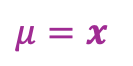 μ = x